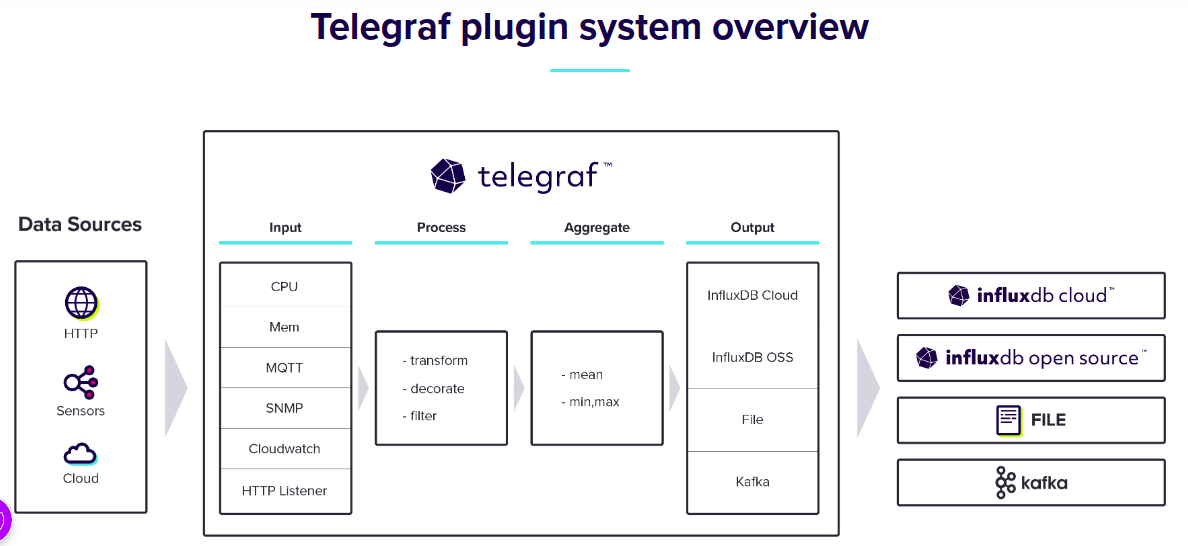 Telegraf plugin system overview
telegraf™
Data Sources
HTTP
Sensors
Cloud
Input
CPU
Mem
MQTT
SNMP
Cloudwatch
HTTP Listener
Process
- transform
- decorate
- filter
Aggregate
- mean
- min,max
Output
InfluxDB Cloud
InfluxDB OSS
File
Kafka
influxdb cloud™
influxdb open source™
FILE
kafka